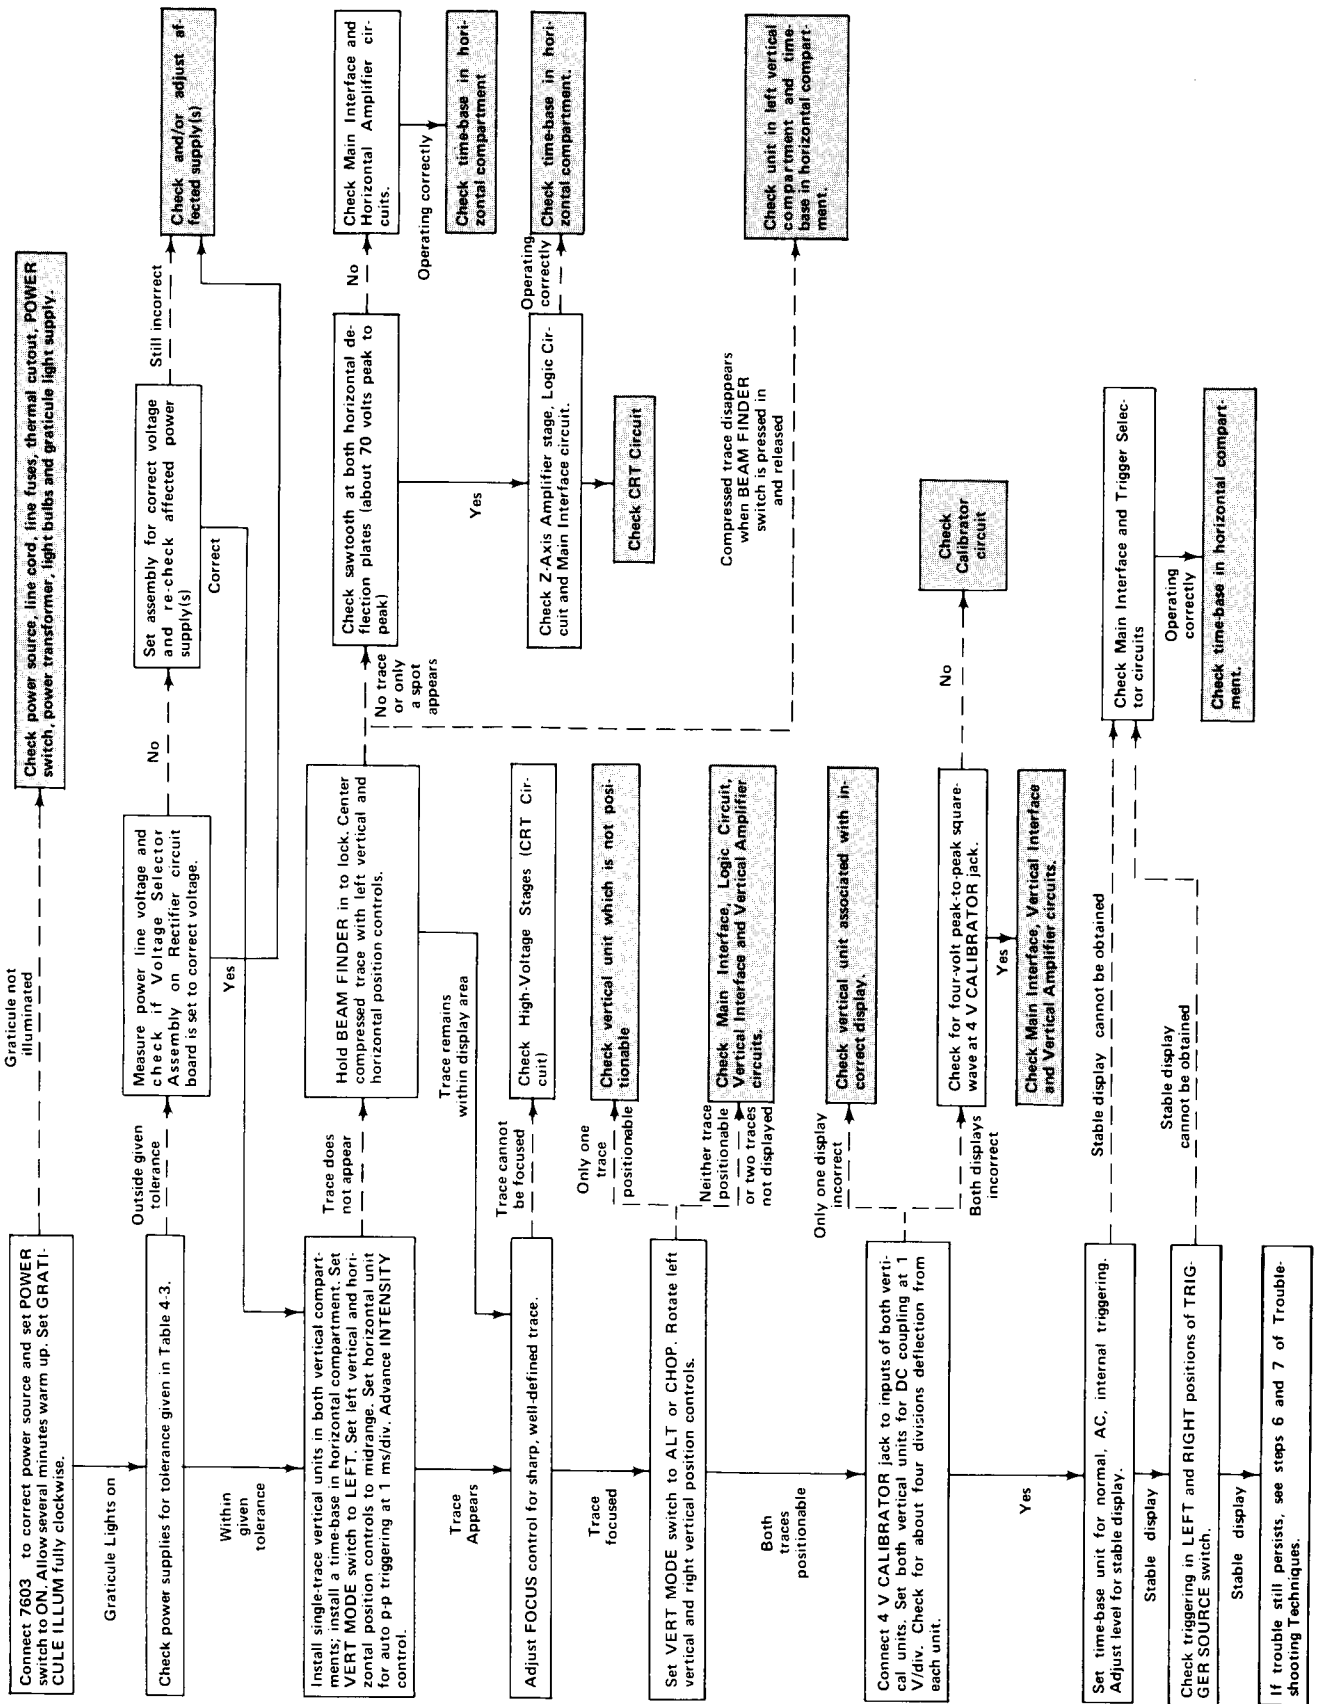 Connect 7603 to correct power source and set POWER
switch to ON. Allow several minutes warm up. Set GRATI-
CULE ILLUM fully clockwise.
Graticule not
illuminated
Check power source, line cord, line fuses, thermal cutout, POWER
switch, power transformer, light bulbs and graticule light supply.
Graticule Lights on
Check power supplies for tolerance given in Table 4-3.
Outside given
tolerance
Measure power line voltage and
check if Voltage Selector
Assembly on Rectifier circuit
board is set to correct voltage.
No
Set assembly for correct voltage
and re-check affected power
supply(s)
Still incorrect
Check and/or adjust af-
fected supply(s)
Yes
Correct
Within
given
tolerance
Install single-trace vertical units in both vertical compart-
ments; install a time-base in horizontal compartment. Set
VERT MODE switch to LEFT. Set left vertical and hori-
zontal position controls to midrange. Set horizontal unit
for auto p-p triggering at 1 ms/div. Advance INTENSITY
control.
Trace does
not appear
Hold BEAM FINDER in to lock. Center
compressed trace with left vertical and
horizontal position controls.
No trace
or only
a spot
appears
Check sawtooth at both horizontal de-
flection plates (about 70 volts peak to
peak)
No
Check Main Interface and
Horizontal Amplifier cir-
cuits.
Operating correctly
Check time-base in hori-
zontal compartment
Yes
Check Z-Axis Amplifier stage, Logic Cir-
cuit and Main Interface circuit.
Operating
correctly
Check time-base in hori-
zontal compartment.
Check CRT Circuit
Compressed trace disappears
when BEAM FINDER
switch is pressed in
and released
Check unit in left vertical
compartment and time-
base in horizontal compart-
ment.
Trace remains
within display area
Trace
Appears
Adjust FOCUS control for sharp, well-defined trace.
Trace cannot
be focused
Check High-Voltage Stages (CRT Cir-
cuit)
Trace
focused
Set VERT MODE switch to ALT or CHOP. Rotate left
vertical and right vertical position controls.
Only one
trace
positionable
Check vertical unit which is not posi-
tionable
Neither trace
positionable
or two traces
not displayed
Check Main Interface, Logic Circuit,
Vertical Interface and Vertical Amplifier
circuits.
Both
traces
positionable
Connect 4 V CALIBRATOR jack to inputs of both verti-
cal units. Set both vertical units for DC coupling at 1
V/div. Check for about four divisions deflection from
each unit.
Only one display
incorrect
Check vertical unit associated with in-
correct display.
Both displays
incorrect
Check for four-volt peak-to-peak square-
wave at 4 V CALIBRATOR jack.
No
Check
Calibrator
circuit
Yes
Check Main Interface, Vertical Interface
and Vertical Amplifier circuits.
Yes
Set time-base unit for normal, AC, internal triggering.
Adjust level for stable display.
Stable display cannot be obtained
Check Main Interface and Trigger Selec-
tor circuits
Operating
correctly
Check time-base in horizontal compart-
ment.
Stable display
Check triggering in LEFT and RIGHT positions of TRIG-
GER SOURCE switch.
Stable display
cannot be obtained
Stable display
If trouble still persists, see steps 6 and 7 of Trouble-
shooting Techniques.